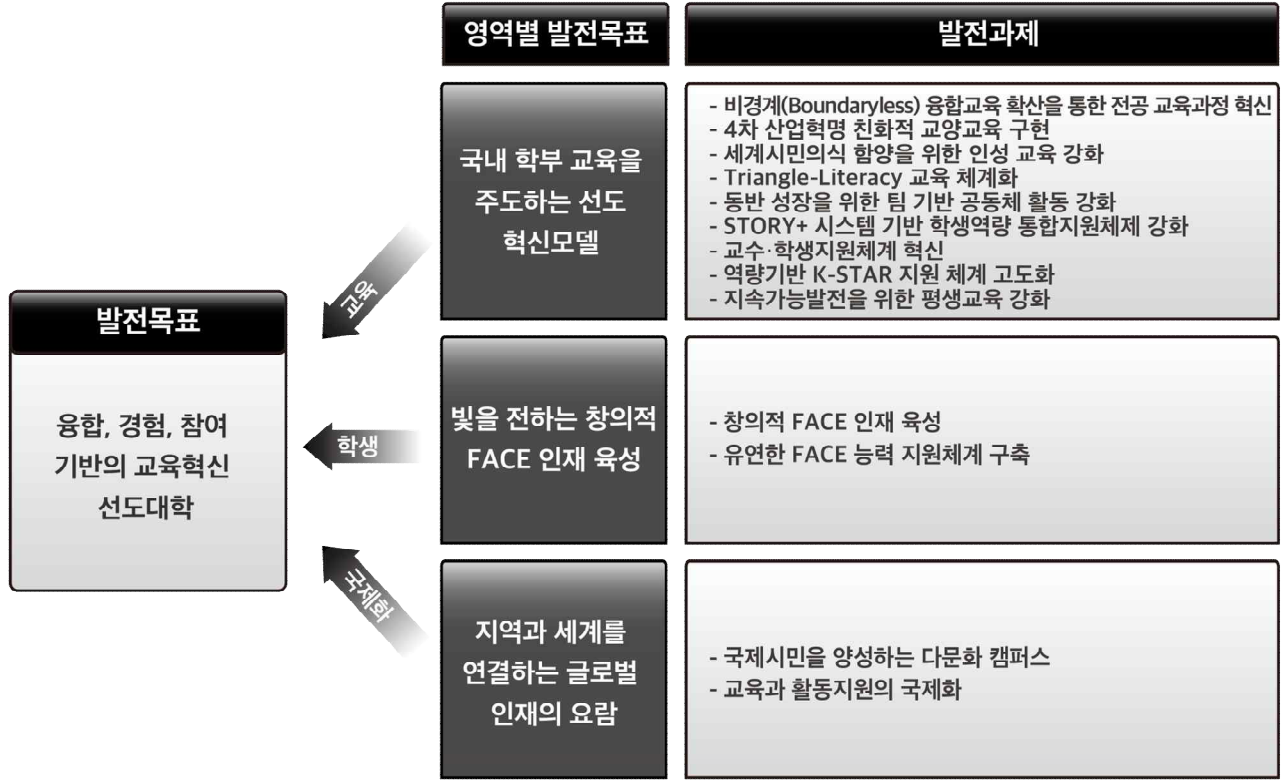 영역별 발전목표
발전과제
국내 학부 교육을
주도하는 선도
혁신모델
- 비경계(Boundaryless) 융합교육 확산을 통한 전공 교육과정 혁신
- 4차 산업혁명 친화적 교양교육 구현
- 세계시민의식 함양을 위한 인성 교육 강화
- Triangle-Literacy 교육 체계화
- 동반 성장을 위한 팀 기반 공동체 활동 강화
- STORY+ 시스템 기반 학생역량 통합지원체제 강화
- 교수·학생지원체계 혁신
- 역량기반 K-STAR 지원 체계 고도화
- 지속가능발전을 위한 평생교육 강화
교육
발전목표
융합, 경험, 참여
기반의 교육혁신
선도대학
학생
빛을 전하는 창의적
FACE 인재 육성
- 창의적 FACE 인재 육성
- 유연한 FACE 능력 지원체계 구축
국제화
지역과 세계를
연결하는 글로벌
인재의 요람
- 국제시민을 양성하는 다문화 캠퍼스
- 교육과 활동지원의 국제화